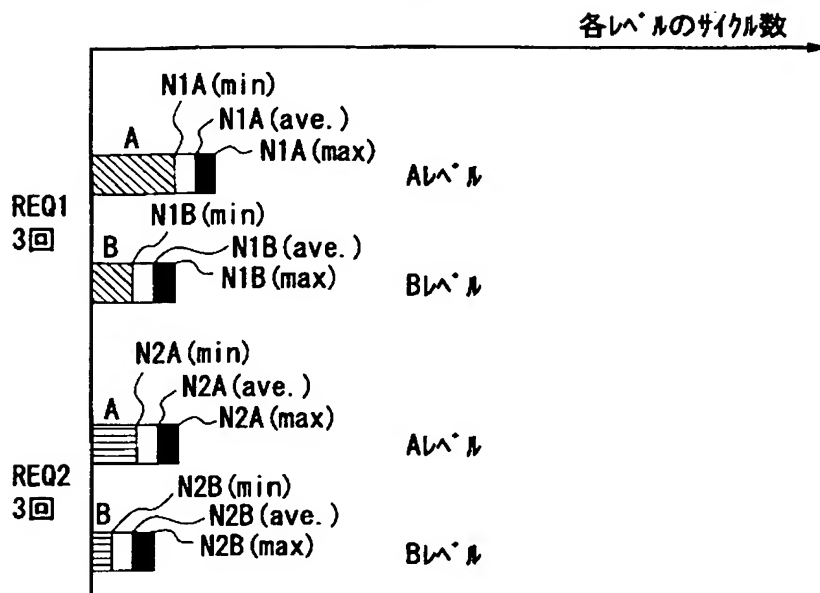 各ﾚﾍﾞﾙのｻｲｸﾙ数
N1A(min)
A
N1A(ave.)
N1A(max)
Aﾚﾍﾞﾙ
REQ1
3回
N1B(min)
B
N1B(ave.)
N1B(max)
Bﾚﾍﾞﾙ
N2A(min)
A
N2A(ave.)
N2A(max)
Aﾚﾍﾞﾙ
REQ2
3回
N2B(min)
B
N2B(ave.)
N2B(max)
Bﾚﾍﾞﾙ